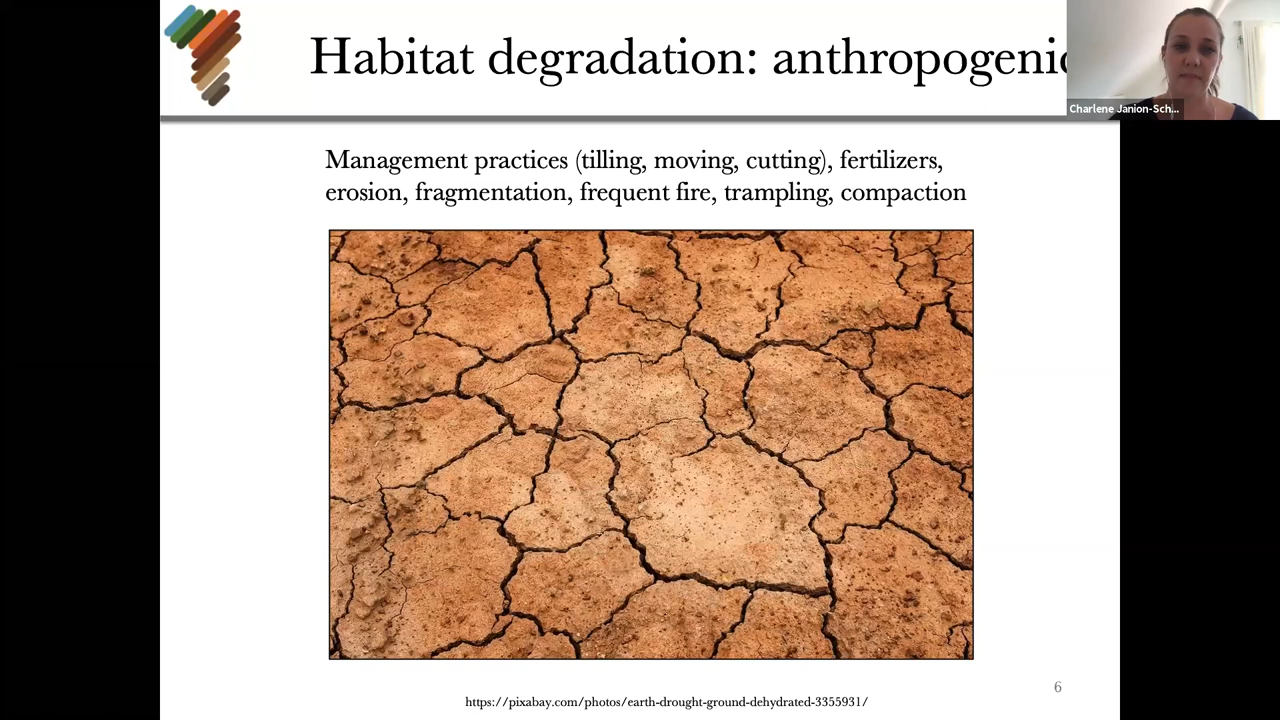 Habitat degradation: anthropogenic
Charlene Janion-Sch...
Management practices (tilling, moving, cutting), fertilizers,
erosion, fragmentation, frequent fire, trampling, compaction
6
https://pixabay.com/photos/earth-drought-ground-dehydrated-3355931/